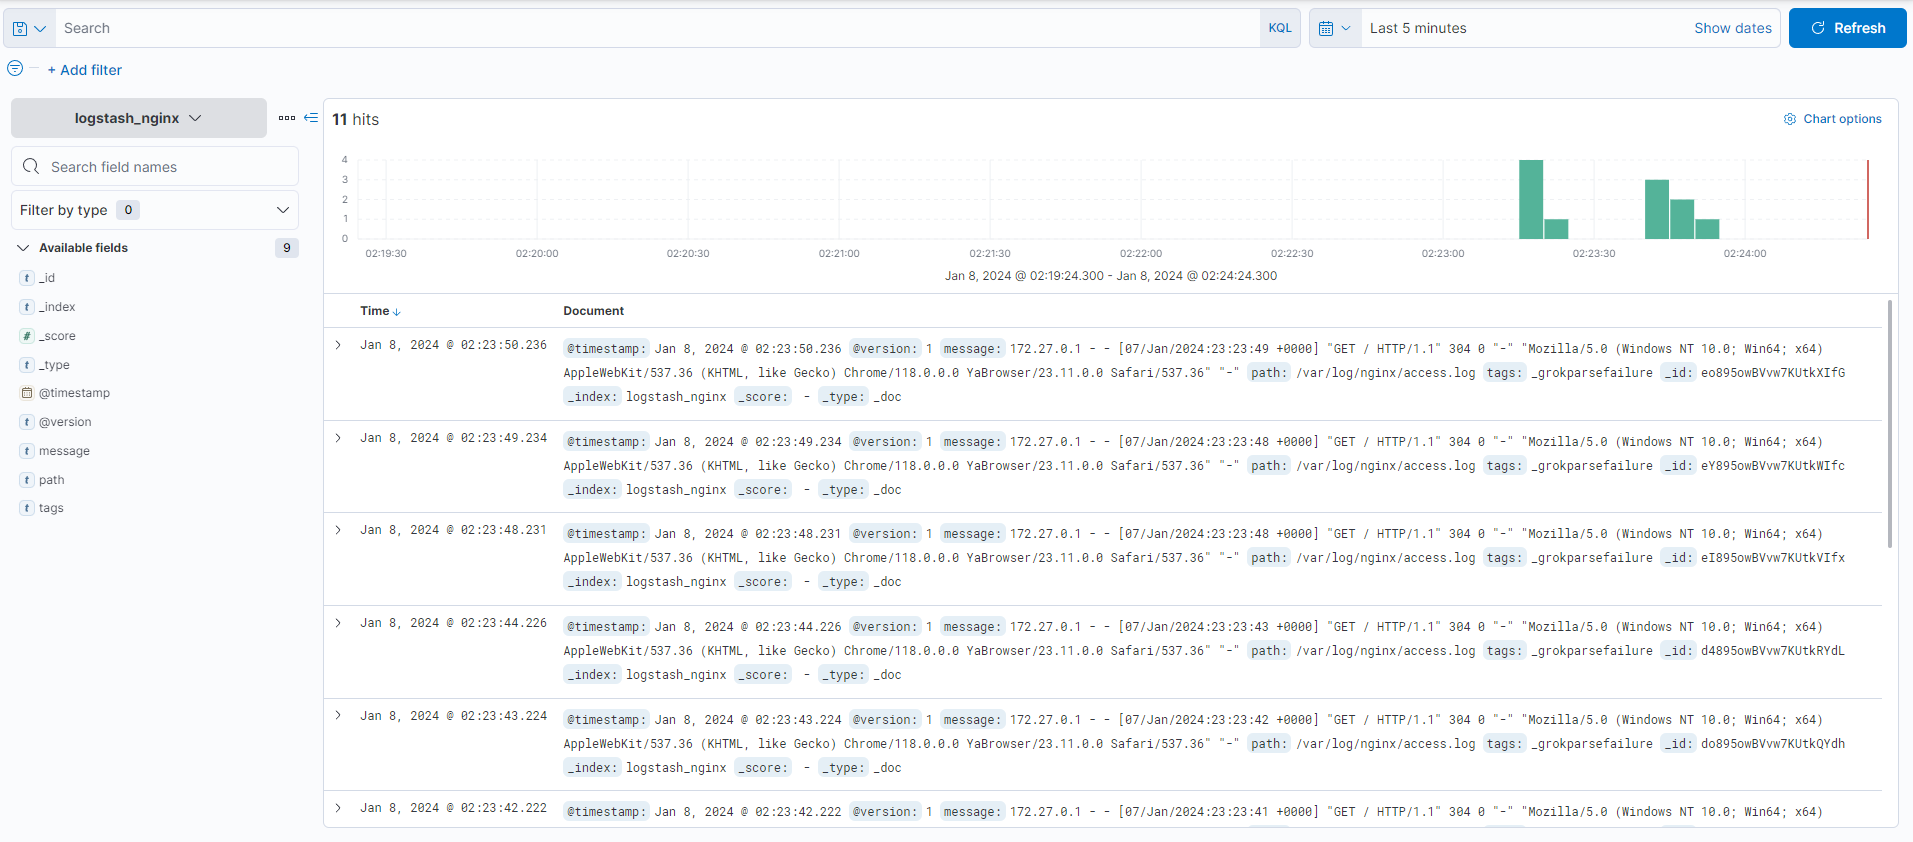 Search KQL Last 5 minutes Show dates Refresh
+ Add filter
logstash_nginx
Search field names
Filter by type 0
Available fields 9
t _id
t _index
# _score
t _type
@timestamp
t @version
t message
t path
t tags
11 hits Chart options
4
3
2
1
0
02:19:30 02:20:00 02:20:30 02:21:00 02:21:30 02:22:00 02:22:30 02:23:00 02:23:30 02:24:00
Jan 8, 2024 @ 02:19:24.300 - Jan 8, 2024 @ 02:24:24.300
Time Document
Jan 8, 2024 @ 02:23:50.236 @timestamp: Jan 8, 2024 @ 02:23:50.236 @version: 1 message: 172.27.0.1 - - [07/Jan/2024:23:23:49 +0000] "GET / HTTP/1.1" 304 0 "-" "Mozilla/5.0 (Windows NT 10.0; Win64; x64)
AppleWebKit/537.36 (KHTML, like Gecko) Chrome/118.0.0.0 YaBrowser/23.11.0.0 Safari/537.36" "-" path: /var/log/nginx/access.log tags: _grokparsefailure _id: eo895owBVvw7KUtkXIfG
_index: logstash_nginx _score: - _type: _doc
Jan 8, 2024 @ 02:23:49.234 @timestamp: Jan 8, 2024 @ 02:23:49.234 @version: 1 message: 172.27.0.1 - - [07/Jan/2024:23:23:48 +0000] "GET / HTTP/1.1" 304 0 "-" "Mozilla/5.0 (Windows NT 10.0; Win64; x64)
AppleWebKit/537.36 (KHTML, like Gecko) Chrome/118.0.0.0 YaBrowser/23.11.0.0 Safari/537.36" "-" path: /var/log/nginx/access.log tags: _grokparsefailure _id: eY895owBVvw7KUtkWIfc
_index: logstash_nginx _score: - _type: _doc
Jan 8, 2024 @ 02:23:48.231 @timestamp: Jan 8, 2024 @ 02:23:48.231 @version: 1 message: 172.27.0.1 - - [07/Jan/2024:23:23:48 +0000] "GET / HTTP/1.1" 304 0 "-" "Mozilla/5.0 (Windows NT 10.0; Win64; x64)
AppleWebKit/537.36 (KHTML, like Gecko) Chrome/118.0.0.0 YaBrowser/23.11.0.0 Safari/537.36" "-" path: /var/log/nginx/access.log tags: _grokparsefailure _id: eI895owBVvw7KUtkVIfx
_index: logstash_nginx _score: - _type: _doc
Jan 8, 2024 @ 02:23:44.226 @timestamp: Jan 8, 2024 @ 02:23:44.226 @version: 1 message: 172.27.0.1 - - [07/Jan/2024:23:23:43 +0000] "GET / HTTP/1.1" 304 0 "-" "Mozilla/5.0 (Windows NT 10.0; Win64; x64)
AppleWebKit/537.36 (KHTML, like Gecko) Chrome/118.0.0.0 YaBrowser/23.11.0.0 Safari/537.36" "-" path: /var/log/nginx/access.log tags: _grokparsefailure _id: d4895owBVvw7KUtkRYdL
_index: logstash_nginx _score: - _type: _doc
Jan 8, 2024 @ 02:23:43.224 @timestamp: Jan 8, 2024 @ 02:23:43.224 @version: 1 message: 172.27.0.1 - - [07/Jan/2024:23:23:42 +0000] "GET / HTTP/1.1" 304 0 "-" "Mozilla/5.0 (Windows NT 10.0; Win64; x64)
AppleWebKit/537.36 (KHTML, like Gecko) Chrome/118.0.0.0 YaBrowser/23.11.0.0 Safari/537.36" "-" path: /var/log/nginx/access.log tags: _grokparsefailure _id: do895owBVvw7KUtkQYdh
_index: logstash_nginx _score: - _type: _doc
Jan 8, 2024 @ 02:23:42.222 @timestamp: Jan 8, 2024 @ 02:23:42.222 @version: 1 message: 172.27.0.1 - - [07/Jan/2024:23:23:41 +0000] "GET / HTTP/1.1" 304 0 "-" "Mozilla/5.0 (Windows NT 10.0; Win64; x64)